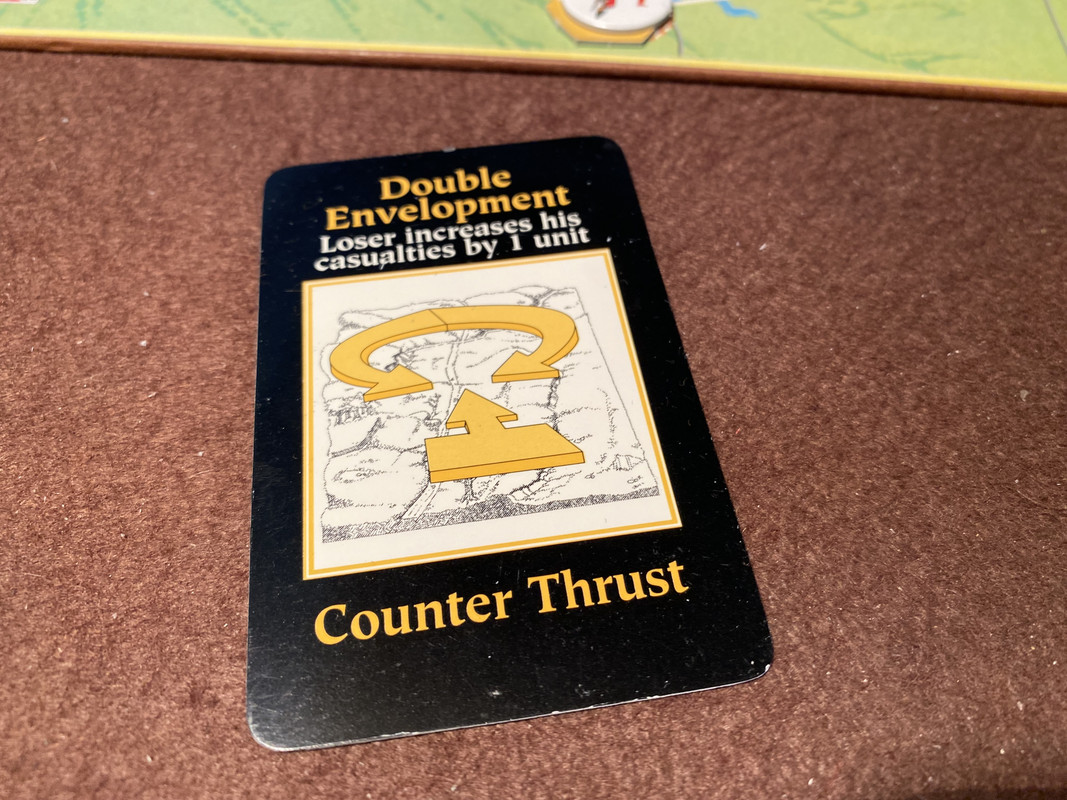 Double
Envelopment
Loser increases his
casualties by 1 unit
Counter Thrust